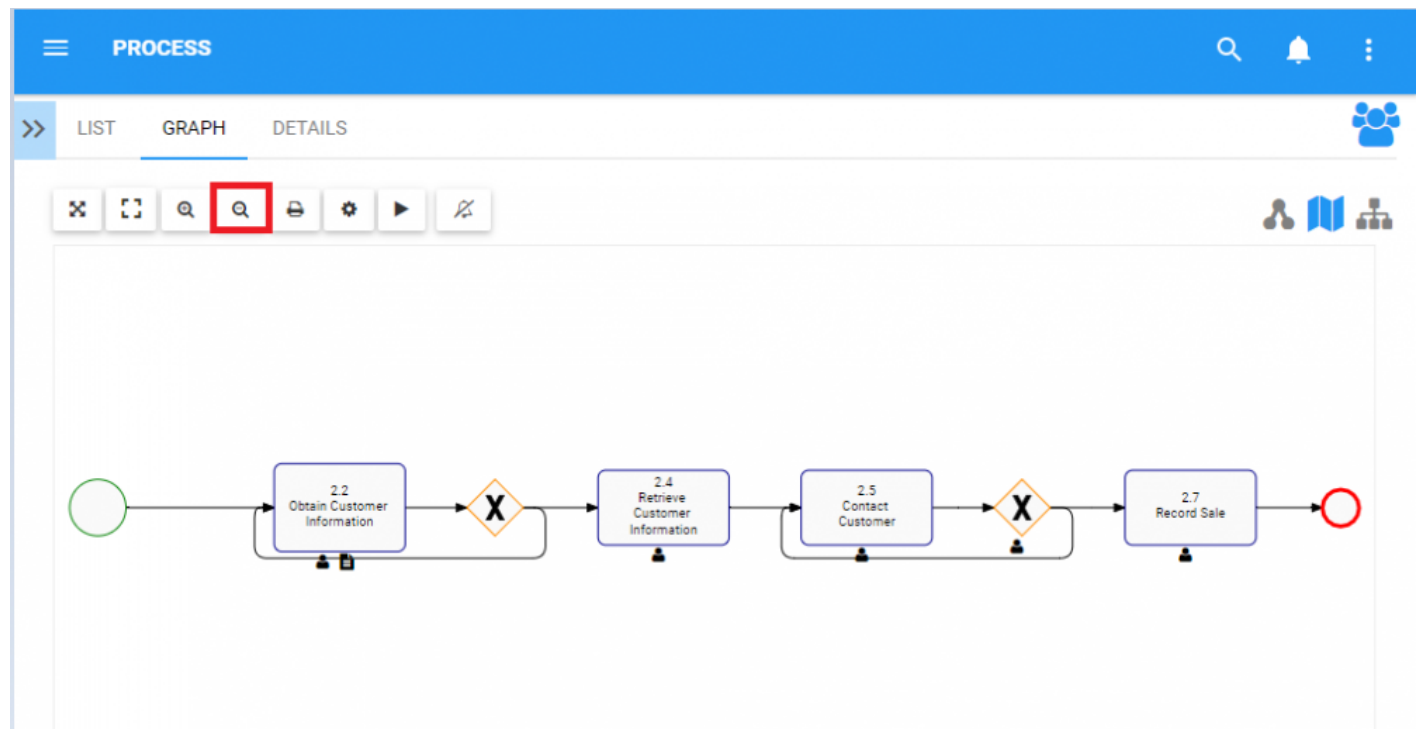 PROCESS
LIST GRAPH DETAILS
2.2
Obtain Customer
Information
X
2.4
Retrieve
Customer
Information
2.5
Contact
Customer
X
2.7
Record Sale